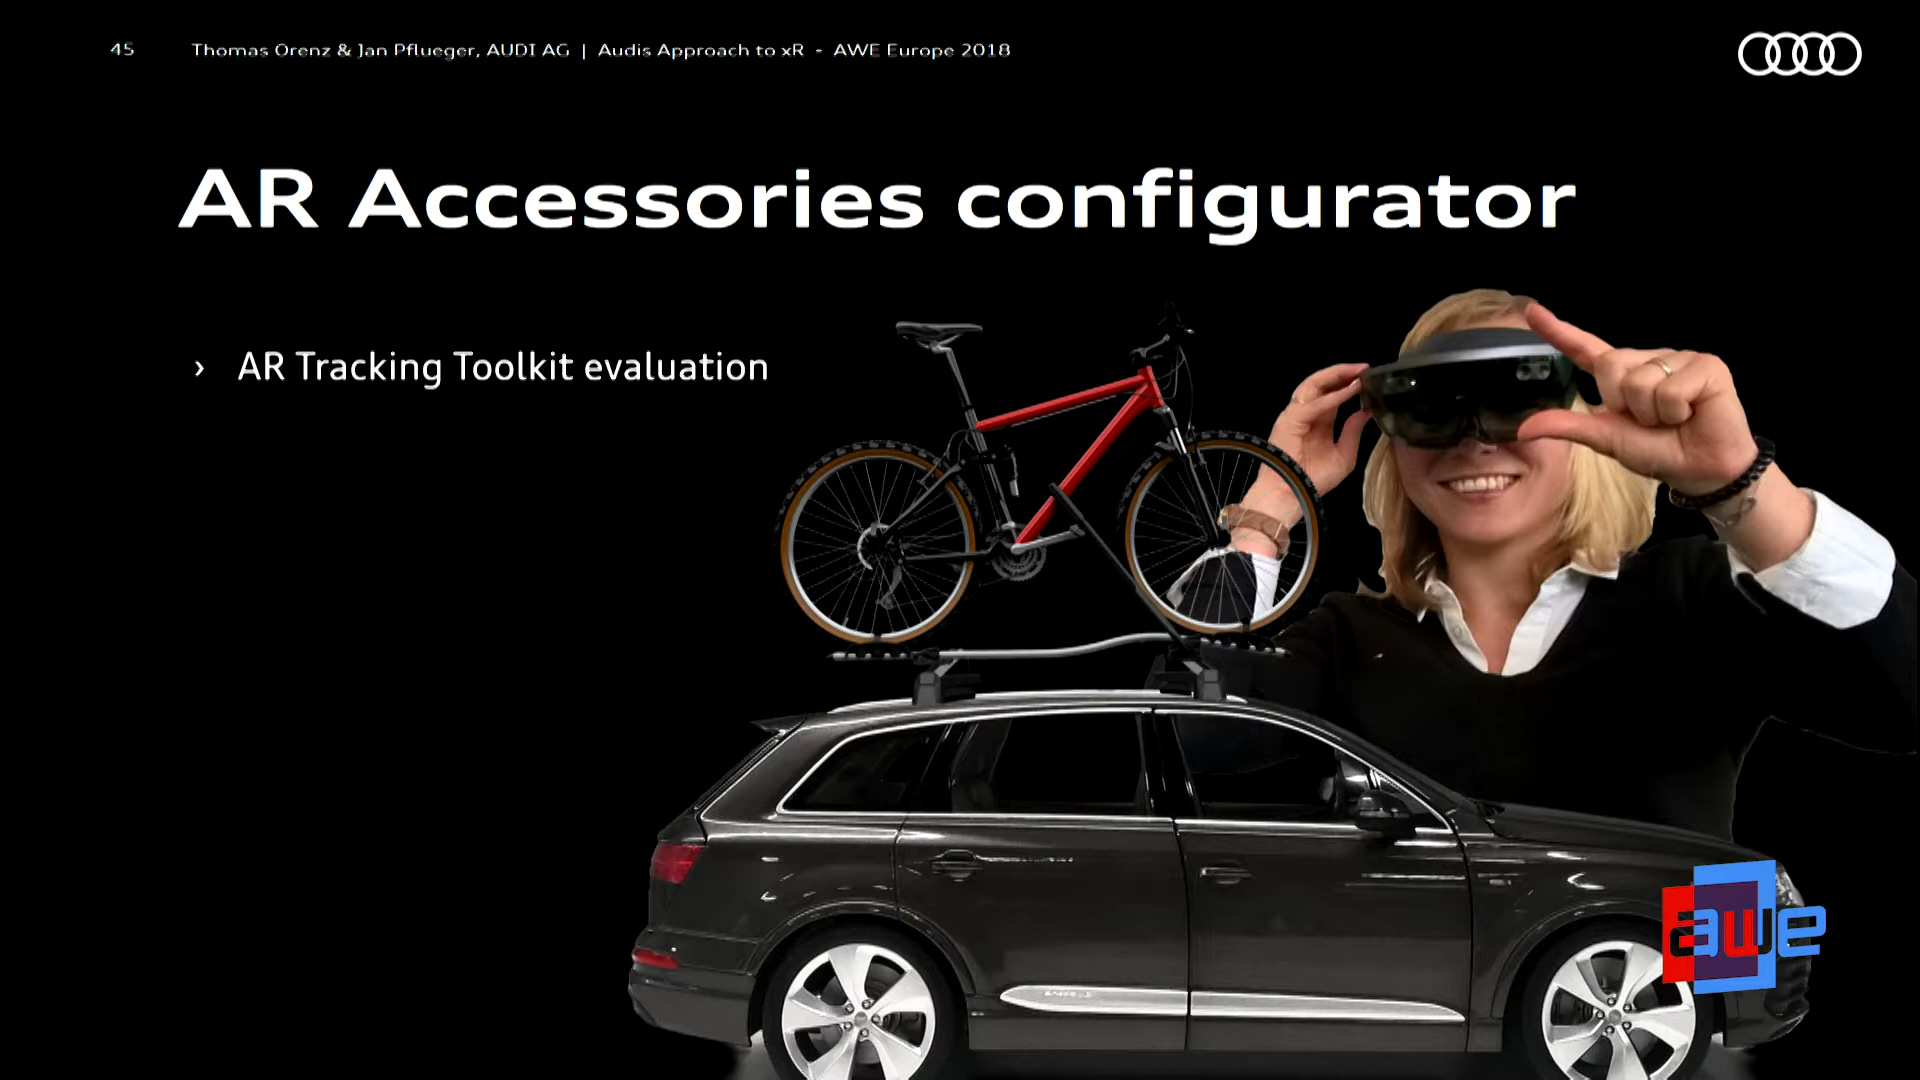 45 Thomas Orenz & Jan Pflueger, AUDI AG | Audis Approach to xR - AWE Europe 2018
AR Accessories configurator
› AR Tracking Toolkit evaluation
awe